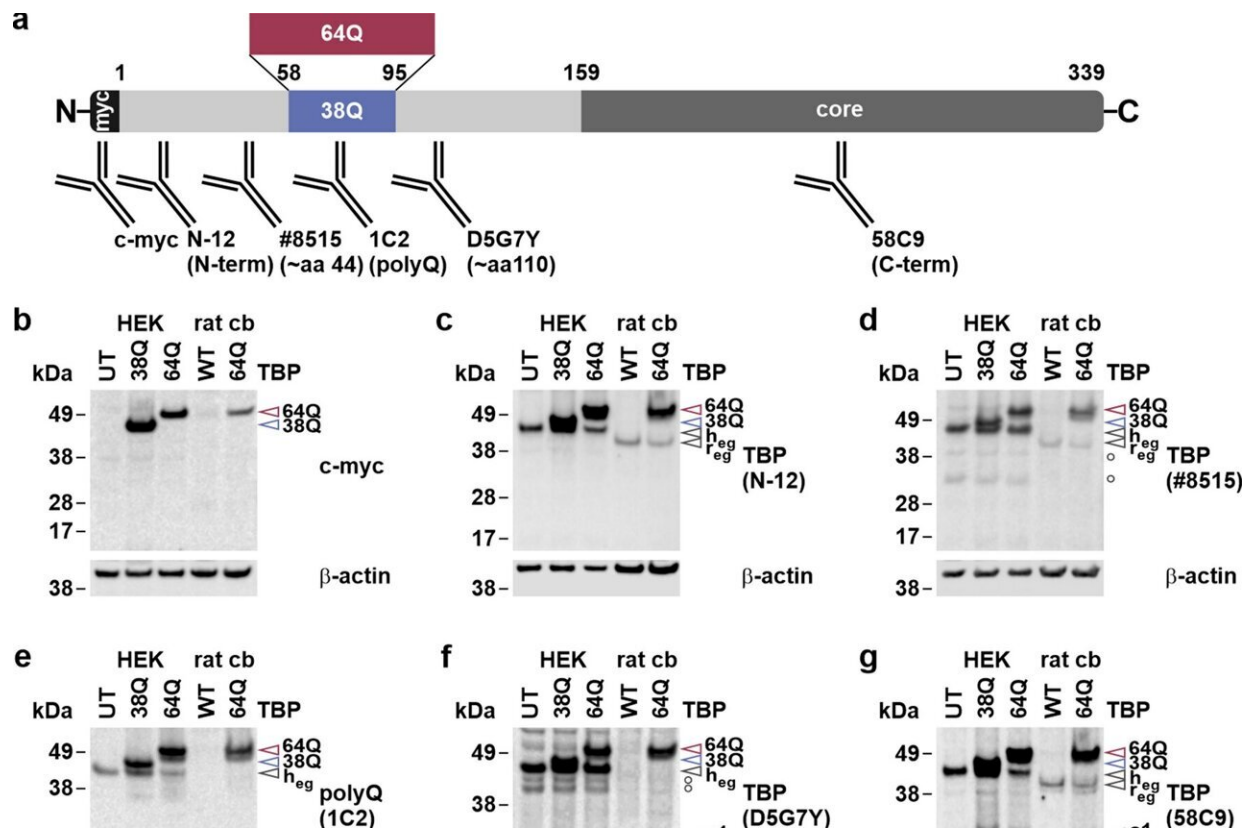 a
64Q
1 58 95 159 339
N myc 38Q core C
c-myc N-12 #8515 1C2 D5G7Y 58C9
(N-term) (~aa 44) (polyQ) (~aa110) (C-term)
b
HEK rat cb
kDa UT 38Q 64Q WT 64Q TBP
49
38
28
17
64Q
38Q
c-myc
38
β-actin
c
HEK rat cb
kDa UT 38Q 64Q WT 64Q TBP
49
38
28
17
64Q
38Q
heg
reg
TBP
(N-12)
38
β-actin
d
HEK rat cb
kDa UT 38Q 64Q WT 64Q TBP
49
38
28
17
64Q
38Q
heg
reg
TBP
(#8515)
38
β-actin
e
HEK rat cb
kDa UT 38Q 64Q WT 64Q TBP
49
38
64Q
38Q
heg
polyQ
(1C2)
f
HEK rat cb
kDa UT 38Q 64Q WT 64Q TBP
49
38
64Q
38Q
heg
TBP
(D5G7Y)
g
HEK rat cb
kDa UT 38Q 64Q WT 64Q TBP
49
38
64Q
38Q
heg
reg
TBP
(58C9)